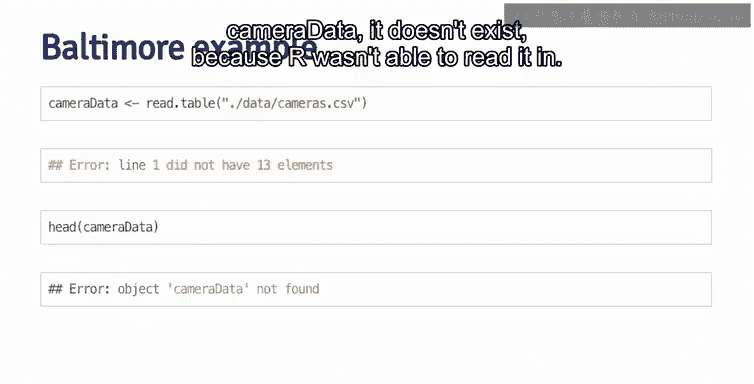 Baltimore example
cameraData, it doesn't exist,
because R wasn't able to read it in.
cameraData <- read.table("./data/cameras.csv")
## Error: line 1 did not have 13 elements
head(cameraData)
## Error: object 'cameraData' not found